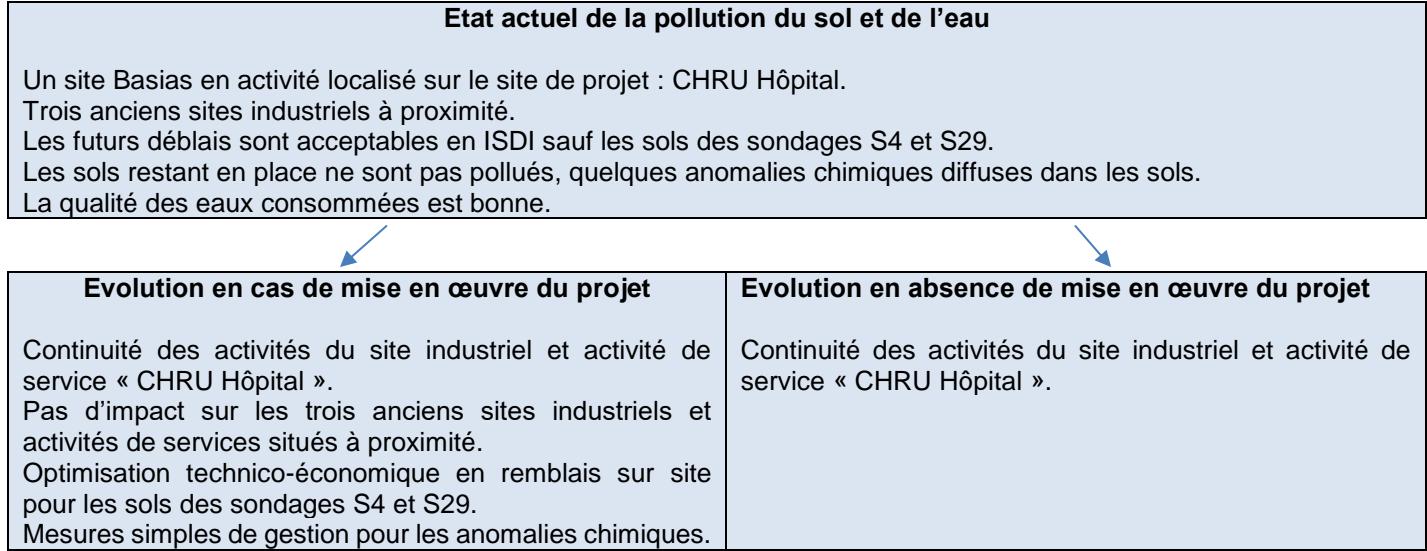 Etat actuel de la pollution du sol et de l’eau
Un site Basias en activité localisé sur le site de projet : CHRU Hôpital.
Trois anciens sites industriels à proximité.
Les futurs déblais sont acceptables en ISDI sauf les sols des sondages S4 et S29.
Les sols restant en place ne sont pas pollués, quelques anomalies chimiques diffuses dans les sols.
La qualité des eaux consommées est bonne.
Evolution en cas de mise en œuvre du projet
Continuité des activités du site industriel et activité de
service « CHRU Hôpital ».
Pas d’impact sur les trois anciens sites industriels et
activités de services situés à proximité.
Optimisation technico-économique en remblais sur site
pour les sols des sondages S4 et S29.
Mesures simples de gestion pour les anomalies chimiques.
Evolution en absence de mise en œuvre du projet
Continuité des activités du site industriel et activité de
service « CHRU Hôpital ».